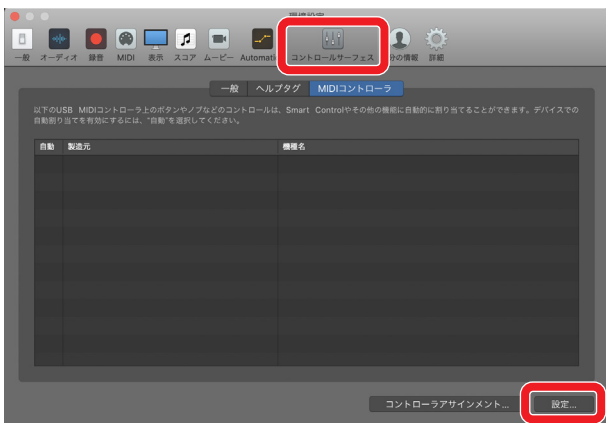 環境設定
一般 オーディオ 録音 MIDI 表示 スコア ムービー Automati コントロールサーフェス 分の情報 詳細
一般 ヘルプタグ MIDIコントローラ
以下のUSB MIDIコントローラ上のボタンやノブなどのコントロールは、Smart Controlやその他の機能に自動的に割り当てることができます。デバイスでの
自動割り当てを有効にするには、"自動"を選択してください。
自動 製造元 機種名
コントローラアサインメント... 設定...